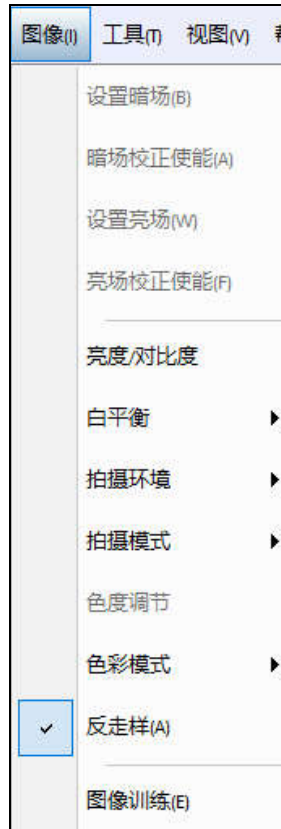 图像(I) 工具(T) 视图(V)
设置暗场(B)
暗场校正使能(A)
设置亮场(W)
亮场校正使能(F)
亮度/对比度
白平衡
拍摄环境
拍摄模式
色度调节
色彩模式
反走样(A)
图像训练(E)